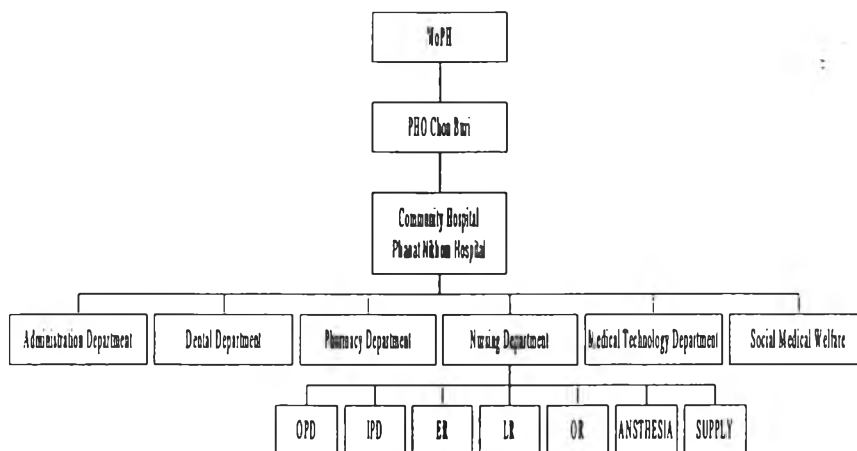 MoPH
PHO Chon Buri
Community Hospital
Phanat Nikhom Hospital
Administration Department
Dental Department
Pharmacy Department
Nursing Department
Medical Technology Department
Social Medical Welfare
OPD
IPD
ER
LR
OR
ANSTHESIA
SUPPLY